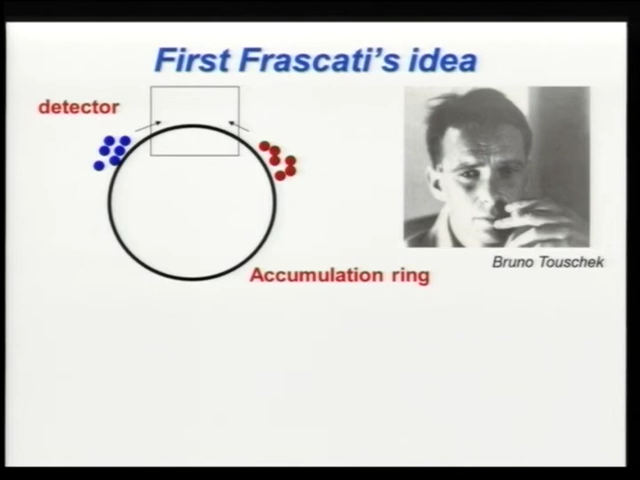 First Frascati's idea
detector
Accumulation ring
Bruno Touschek